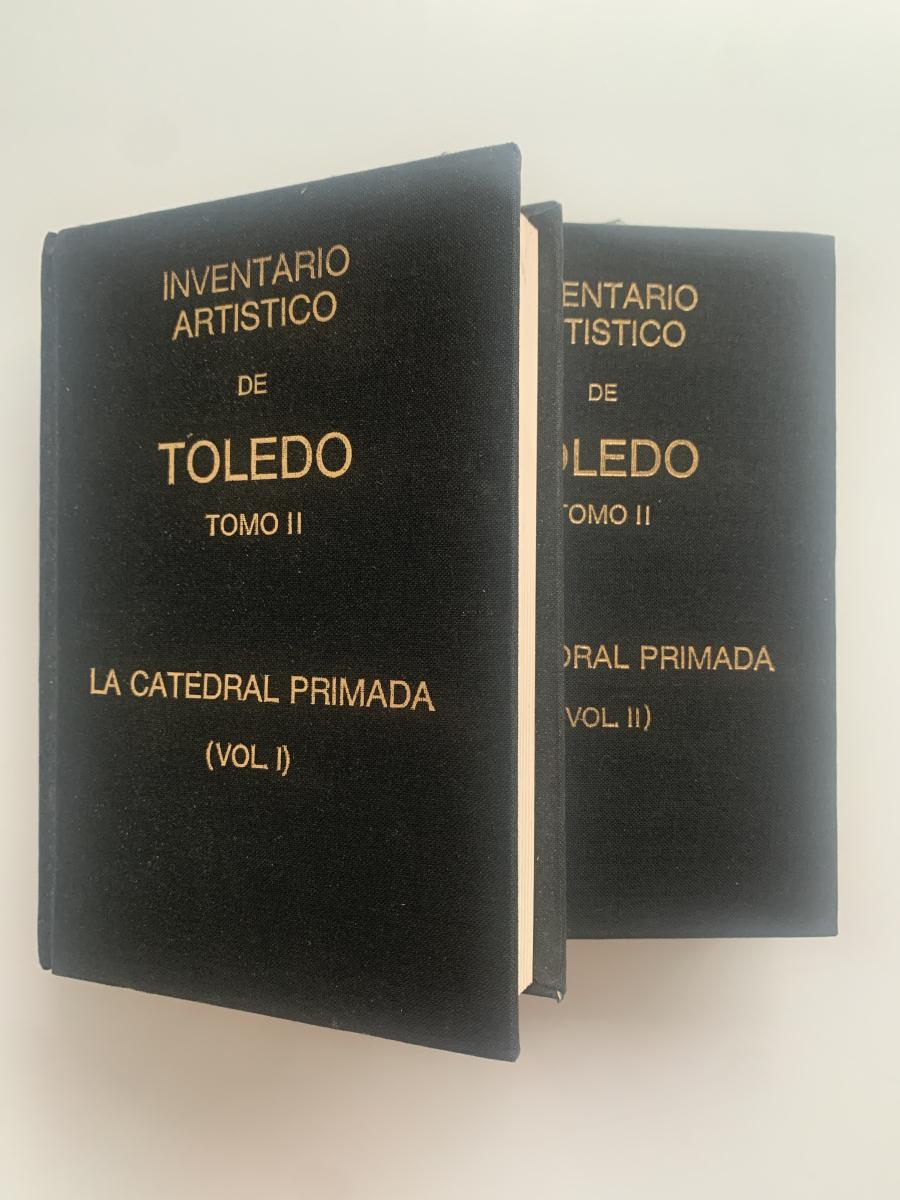 INVENTARIO
ARTISTICO
DE
TOLEDO
TOMO II
LA CATEDRAL PRIMADA
(VOL. I)
ENTARIO
TISTICO
DE
OLEDO
TOMO II
DRAL PRIMADA
VOL. II)